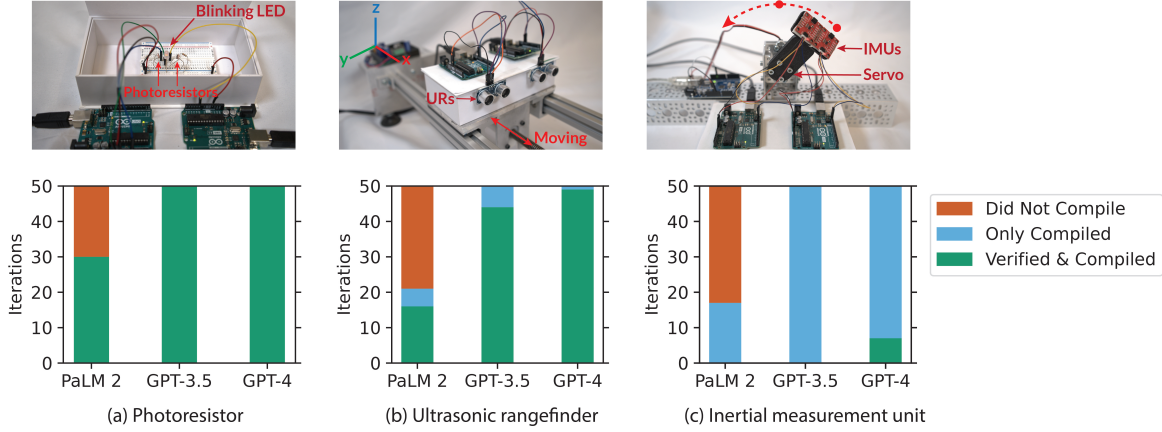 Blinking LED
Photoresistors
z
y
x
URs
Moving
IMUs
Servo
Iterations
50
40
30
20
10
0
PaLM 2
GPT-3.5
GPT-4
(a) Photoresistor
Iterations
50
40
30
20
10
0
PaLM 2
GPT-3.5
GPT-4
(b) Ultrasonic rangefinder
Iterations
50
40
30
20
10
0
PaLM 2
GPT-3.5
GPT-4
(c) Inertial measurement unit
Did Not Compile
Only Compiled
Verified & Compiled